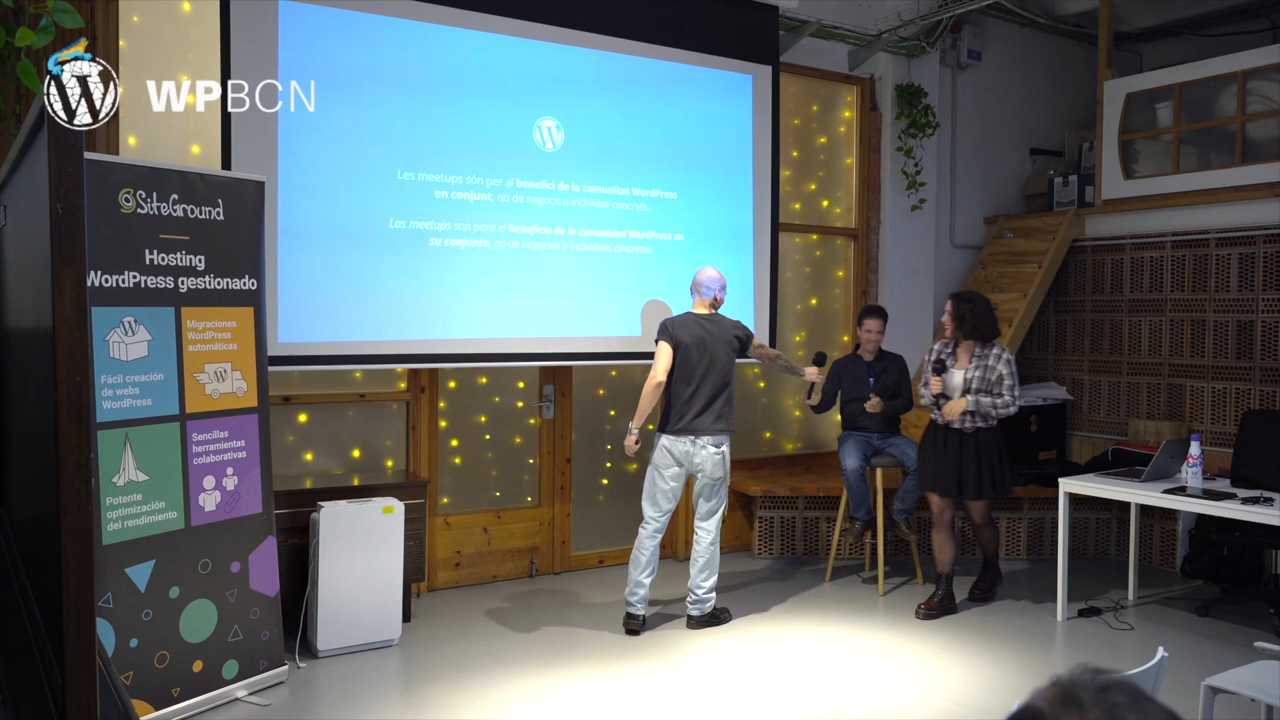 WPBCN
Les meetups són per al benefici de la comunitat WordPress
en conjunt, no de negocis o individus concrets.
Las meetups son para el beneficio de la comunidad WordPress en
su conjunto, no de negocios o individuos concretos.
SiteGround
Hosting
WordPress gestionado
Fácil creación
de webs
WordPress
Migraciones
WordPress
automáticas
Potente
optimización
del rendimiento
Sencillas
herramientas
colaborativas